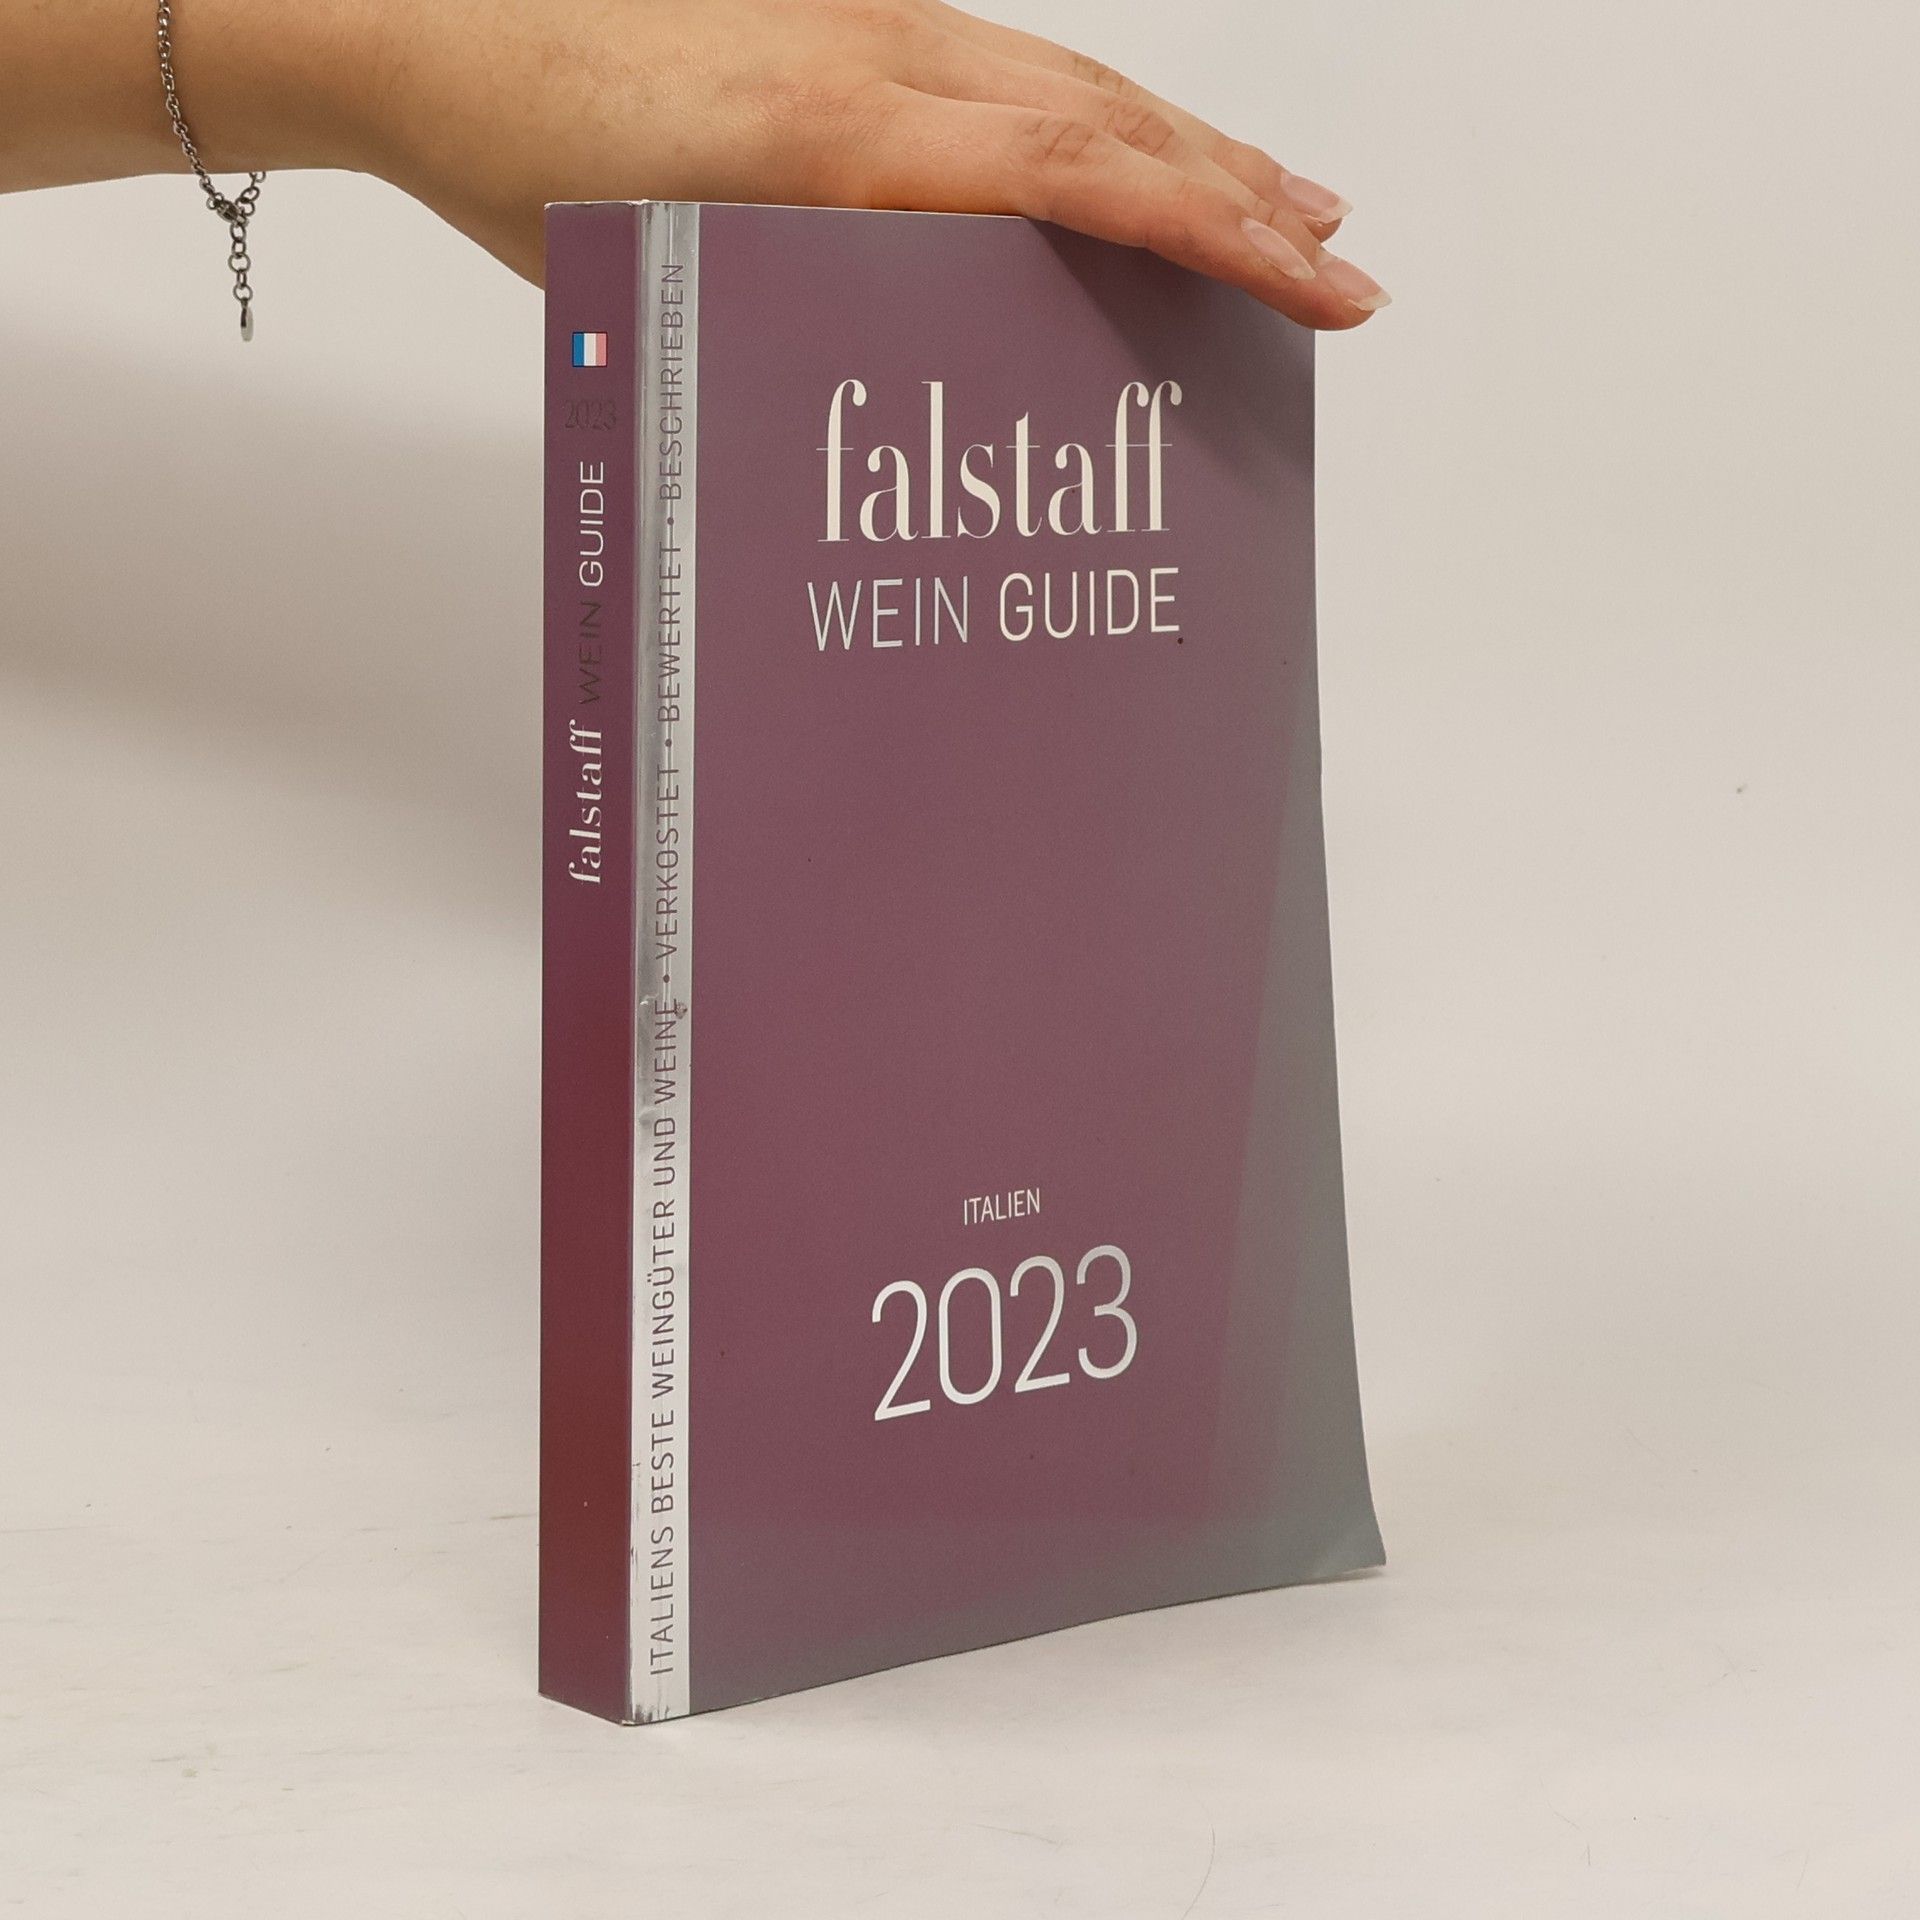 2023
falstaff WEIN GUIDE
ITALIENS BESTE WEINGÜTER UND WEINE • VERKOSTET • BEWERTET • BESCHRIEBEN
falstaff
WEIN GUIDE
ITALIEN
2023